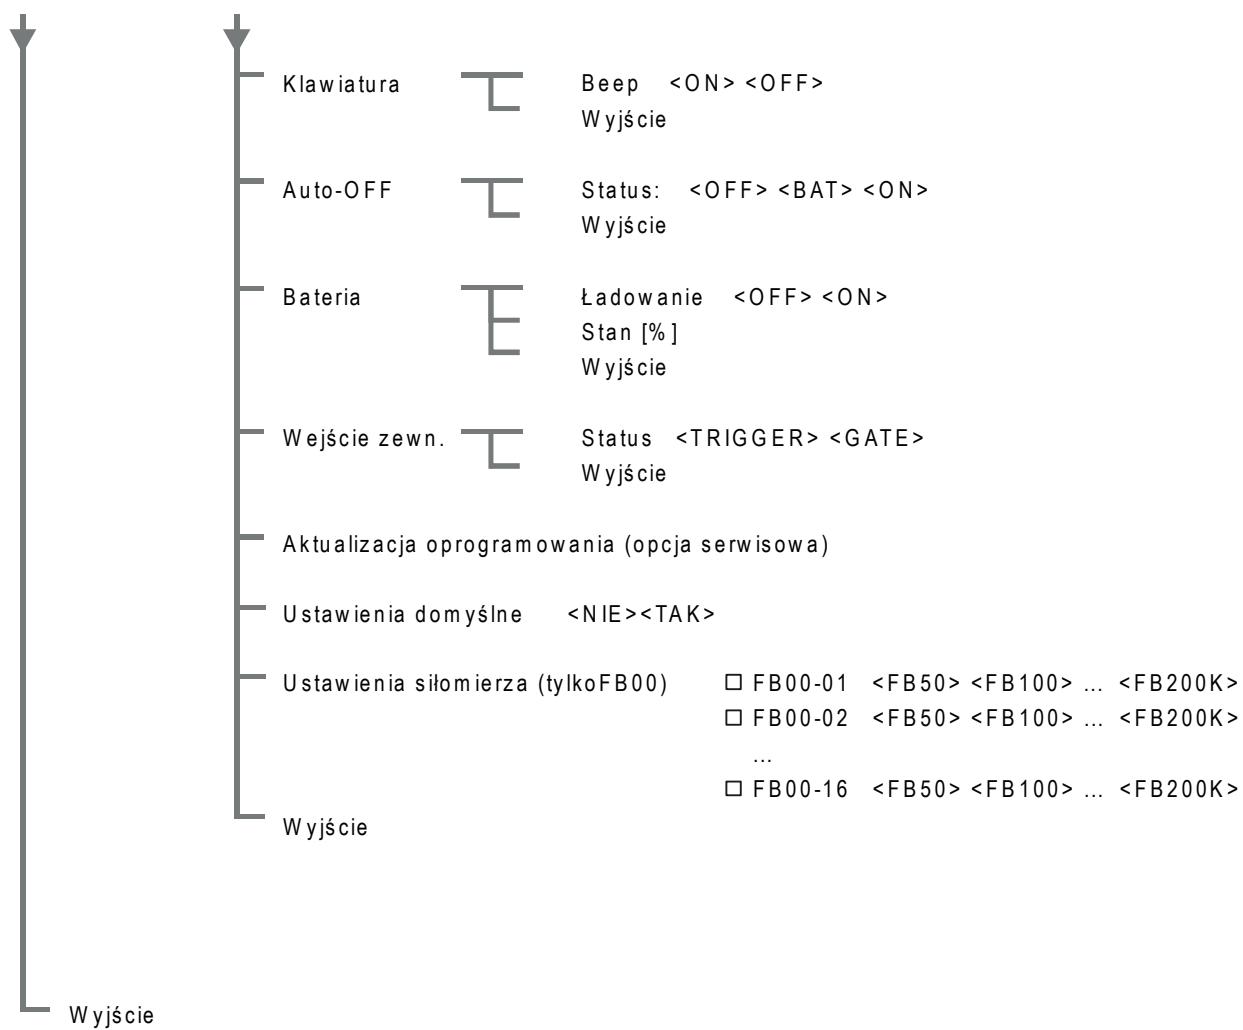 Klawiatura Beep <ON> <OFF>
Wyjście
Auto-OFF Status: <OFF> <BAT> <ON>
Wyjście
Bateria Ładowanie <OFF> <ON>
Stan [%]
Wyjście
Wejście zewn. Status <TRIGGER> <GATE>
Wyjście
Aktualizacja oprogramowania (opcja serwisowa)
Ustawienia domyślne <NIE><TAK>
Ustawienia siłomierza (tylkoFB00) □ FB00-01 <FB50> <FB100> ... <FB200K>
□ FB00-02 <FB50> <FB100> ... <FB200K>
...
□ FB00-16 <FB50> <FB100> ... <FB200K>
Wyjście
Wyjście